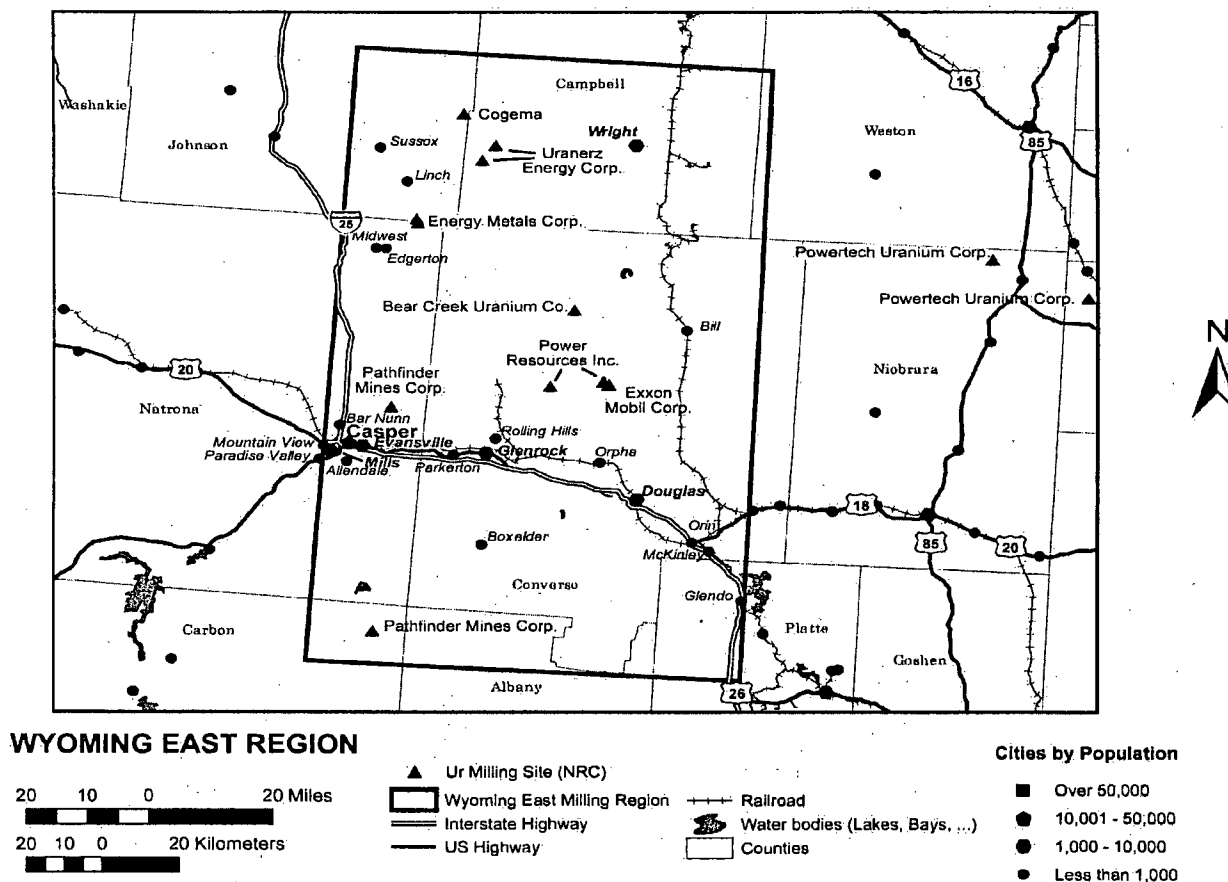 Campbell
Washakie
Johnson
Cogema
Sussox
Wright
Uranerz
Energy Corp.
Linch
Weston
16
85
25
Energy Metals Corp.
Midwest
Edgerton
Powertech Uranium Corp.
Powertech Uranium Corp.
Bear Creek Uranium Co.
Bill
N
20
Power
Resources Inc.
Pathfinder
Mines Corp.
Exxon
Mobil Corp.
Niobrara
Natrona
Bar Nunn
Casper
Mountain View
Evansville
Rolling Hills
Paradise Valley
Mills
Allendale
Parkerton
Glenrock
Orpha
Douglas
18
Orin
McKinley
85
20
Boxelder
Converso
Glendo
Carbon
Pathfinder Mines Corp.
Platte
Goshen
Albany
26
WYOMING EAST REGION
20 10 0 20 Miles
20 10 0 20 Kilometers
Ur Milling Site (NRC)
Wyoming East Milling Region
Interstate Highway
US Highway
Railroad
Water bodies (Lakes, Bays, ...)
Counties
Cities by Population
Over 50,000
10,001 - 50,000
1,000 - 10,000
Less than 1,000